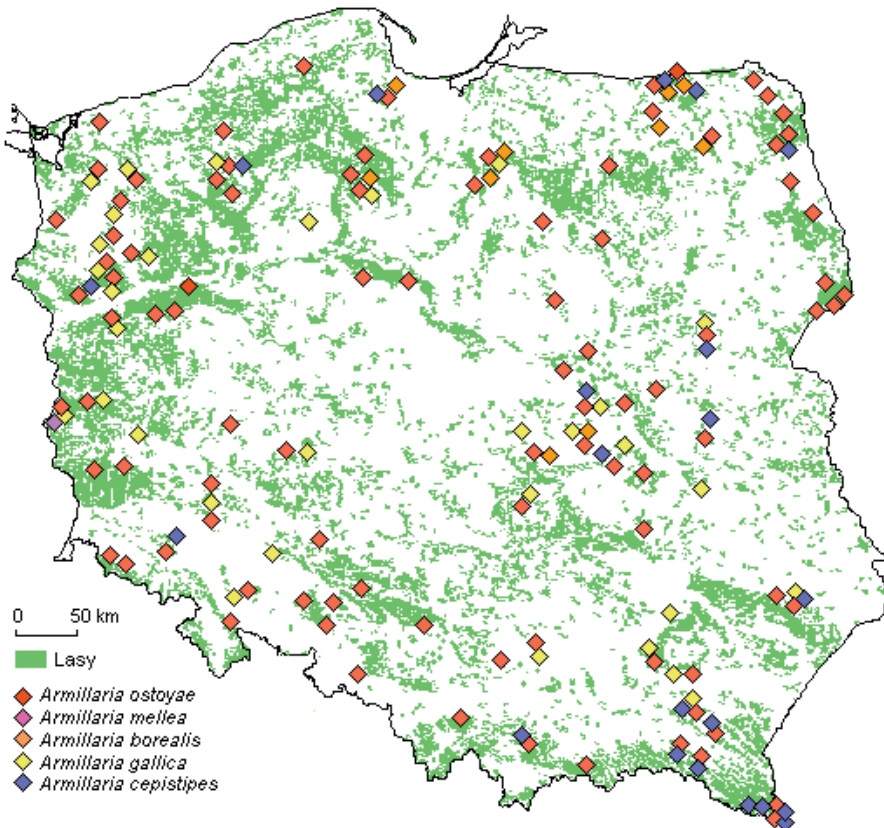 0 50 km
Lasy
Armillaria ostoyae
Armillaria mellea
Armillaria borealis
Armillaria gallica
Armillaria cepistipes